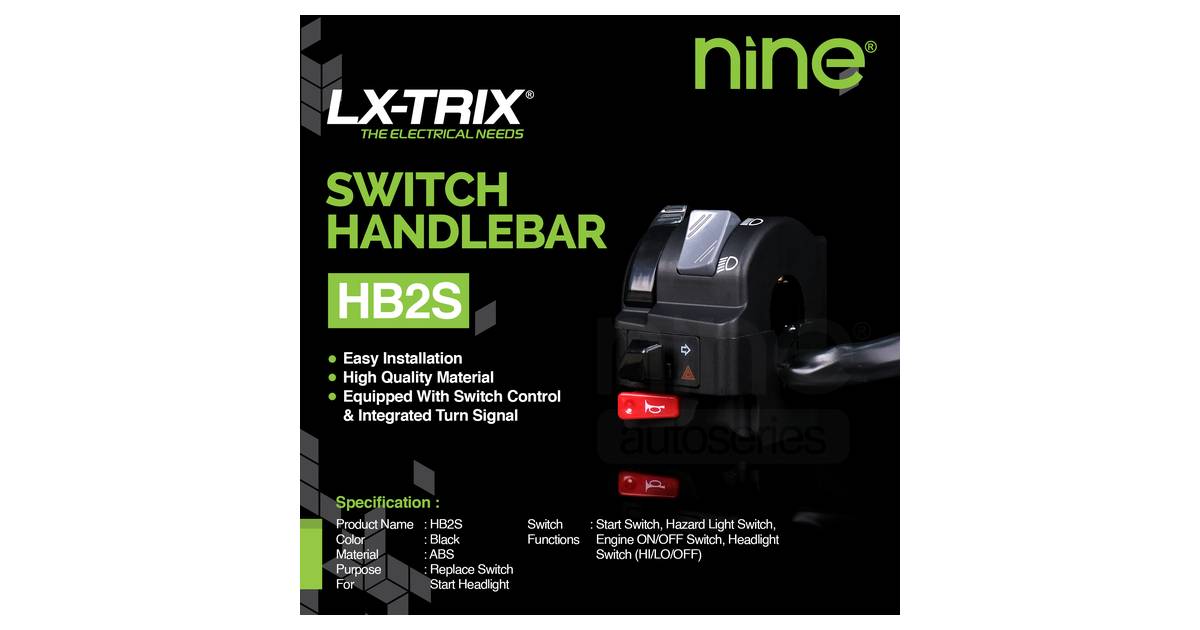 nine®
LX-TRIX®
THE ELECTRICAL NEEDS
SWITCH
HANDLEBAR
HB2S
Easy Installation
High Quality Material
Equipped With Switch Control
& Integrated Turn Signal
nine®
autoseries
Specification :
Product Name : HB2S
Color : Black
Material : ABS
Purpose : Replace Switch
For Start Headlight
Switch : Start Switch, Hazard Light Switch,
Functions Engine ON/OFF Switch, Headlight
Switch (HI/LO/OFF)